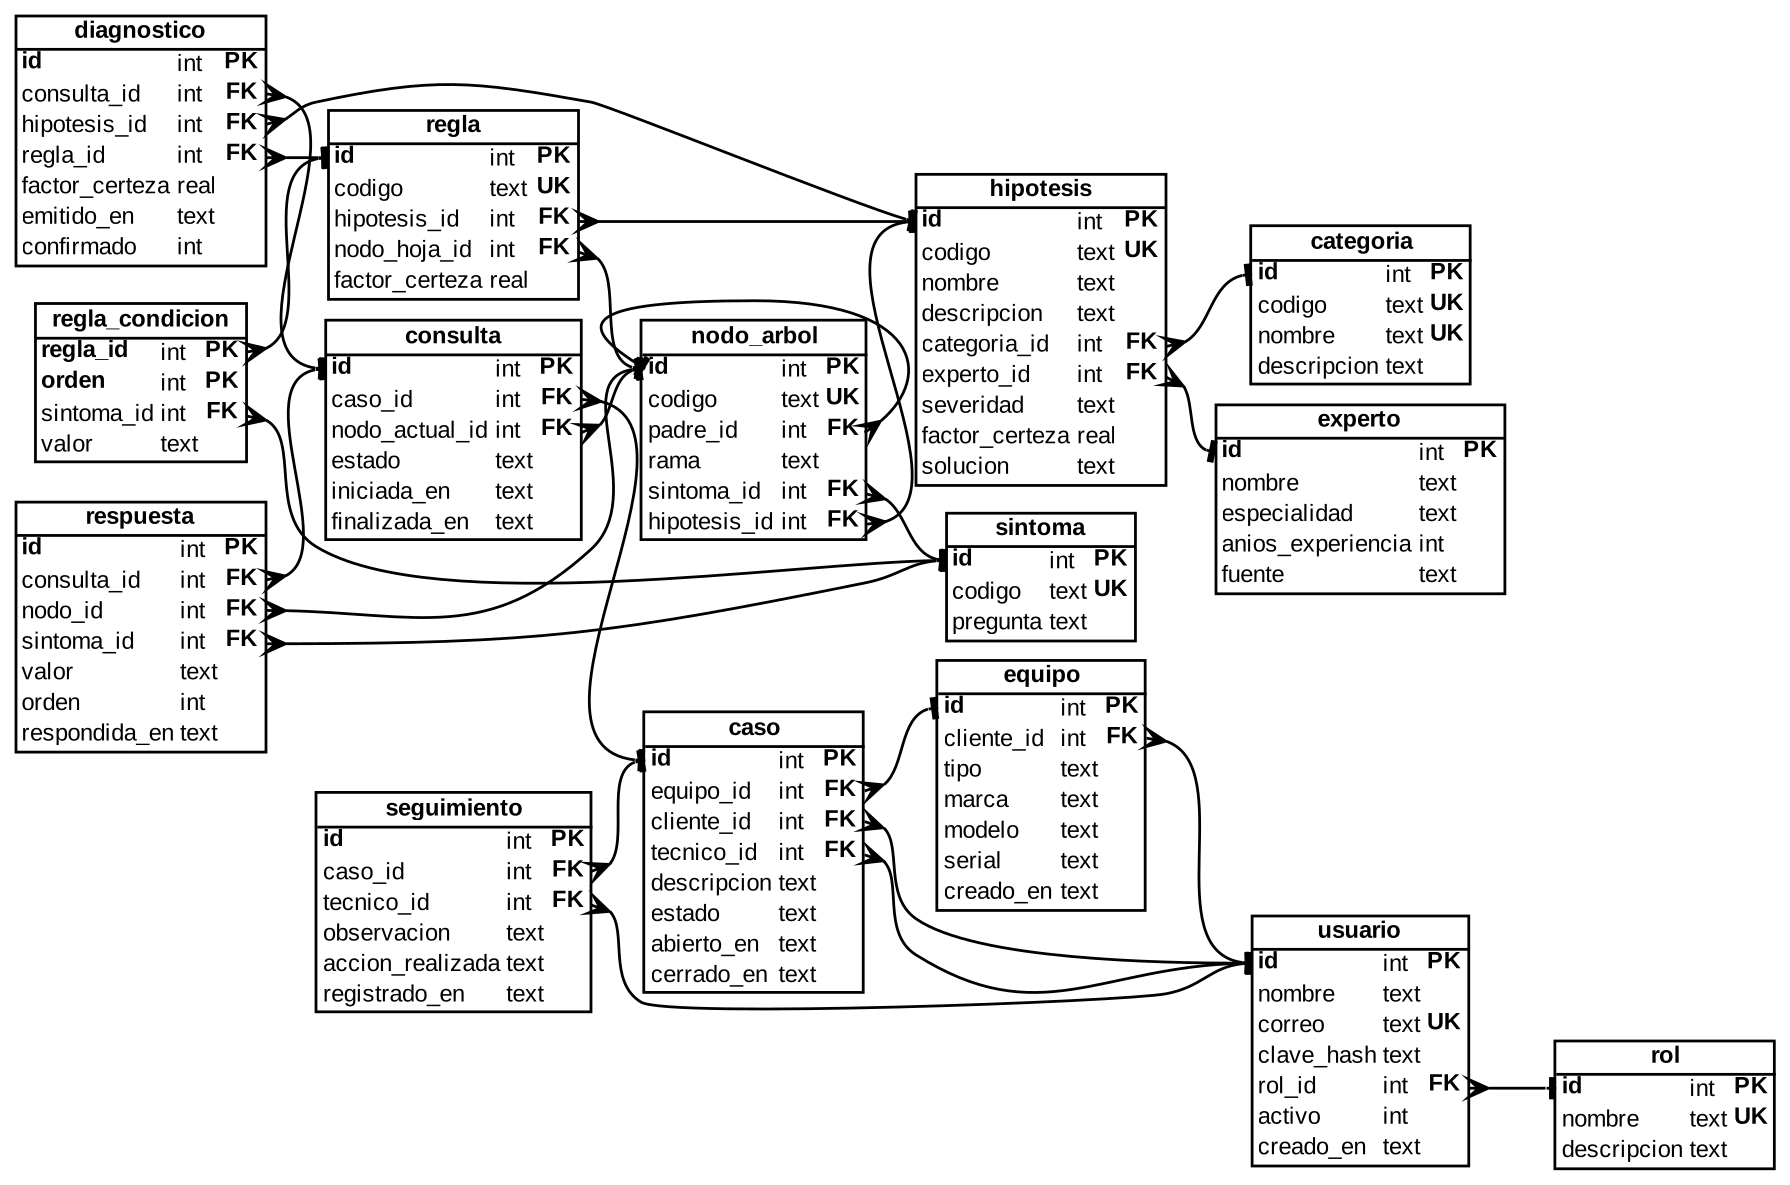 diagnostico
id int PK
consulta_id int FK
hipotesis_id int FK
regla_id int FK
factor_certeza real
emitido_en text
confirmado int
regla
id int PK
codigo text UK
hipotesis_id int FK
nodo_hoja_id int FK
factor_certeza real
hipotesis
id int PK
codigo text UK
nombre text
descripcion text
categoria_id int FK
experto_id int FK
severidad text
factor_certeza real
solucion text
categoria
id int PK
codigo text UK
nombre text UK
descripcion text
regla_condicion
regla_id int PK
orden int PK
sintoma_id int FK
valor text
consulta
id int PK
caso_id int FK
nodo_actual_id int FK
estado text
iniciada_en text
finalizada_en text
nodo_arbol
id int PK
codigo text UK
padre_id int FK
rama text
sintoma_id int FK
hipotesis_id int FK
experto
id int PK
nombre text
especialidad text
anios_experiencia int
fuente text
respuesta
id int PK
consulta_id int FK
nodo_id int FK
sintoma_id int FK
valor text
orden int
respondida_en text
sintoma
id int PK
codigo text UK
pregunta text
equipo
id int PK
cliente_id int FK
tipo text
marca text
modelo text
serial text
creado_en text
caso
id int PK
equipo_id int FK
cliente_id int FK
tecnico_id int FK
descripcion text
estado text
abierto_en text
cerrado_en text
seguimiento
id int PK
caso_id int FK
tecnico_id int FK
observacion text
accion_realizada text
registrado_en text
usuario
id int PK
nombre text
correo text UK
clave_hash text
rol_id int FK
activo int
creado_en text
rol
id int PK
nombre text UK
descripcion text